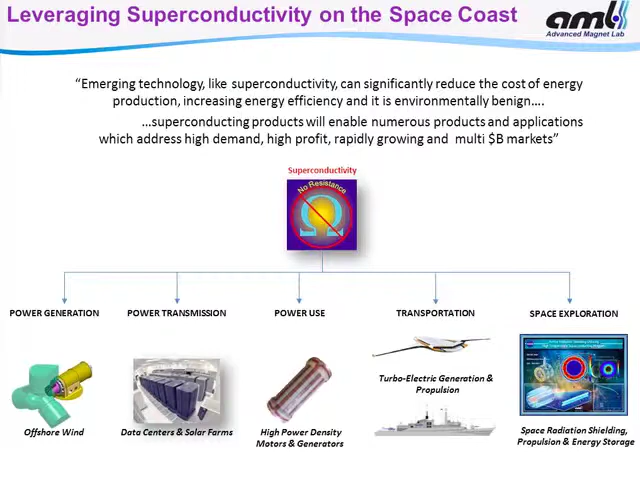 Leveraging Superconductivity on the Space Coast
aml
Advanced Magnet Lab
“Emerging technology, like superconductivity, can significantly reduce the cost of energy
production, increasing energy efficiency and it is environmentally benign….
…superconducting products will enable numerous products and applications
which address high demand, high profit, rapidly growing and multi $B markets”
Superconductivity
No Resistance
Ω
POWER GENERATION
POWER TRANSMISSION
POWER USE
TRANSPORTATION
SPACE EXPLORATION
Turbo-Electric Generation &
Propulsion
Offshore Wind
Data Centers & Solar Farms
High Power Density
Motors & Generators
Space Radiation Shielding,
Propulsion & Energy Storage